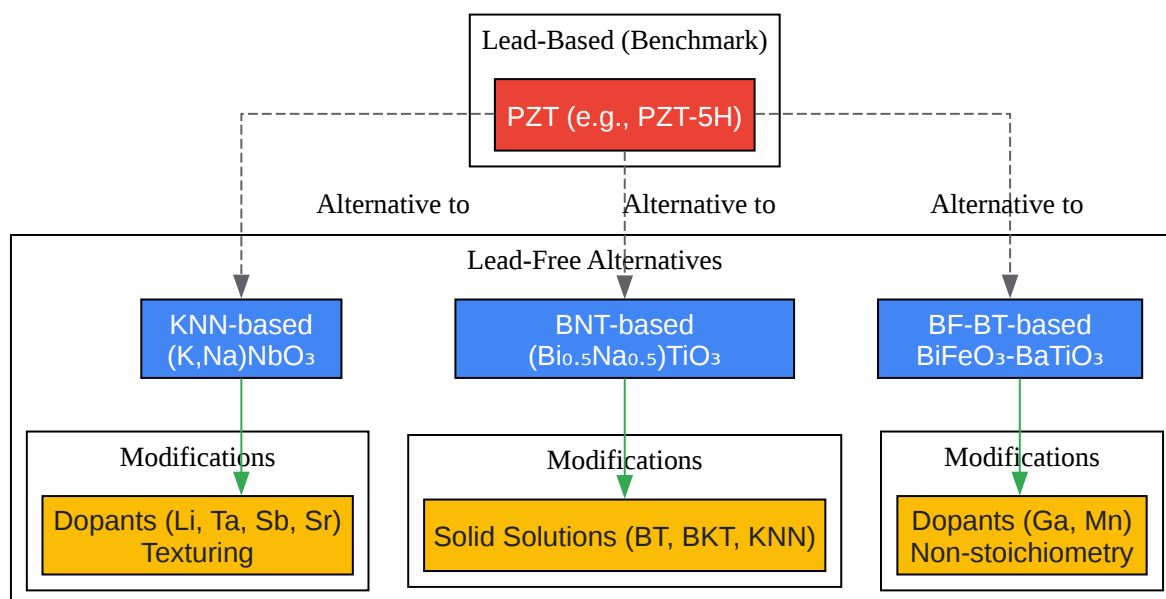 Lead-Based (Benchmark)
PZT (e.g., PZT-5H)
Alternative to
Alternative to
Alternative to
Lead-Free Alternatives
KNN-based
(K,Na)NbO₃
BNT-based
(Bi₀.₅Na₀.₅)TiO₃
BF-BT-based
BiFeO₃-BaTiO₃
Modifications
Dopants (Li, Ta, Sb, Sr)
Texturing
Modifications
Solid Solutions (BT, BKT, KNN)
Modifications
Dopants (Ga, Mn)
Non-stoichiometry